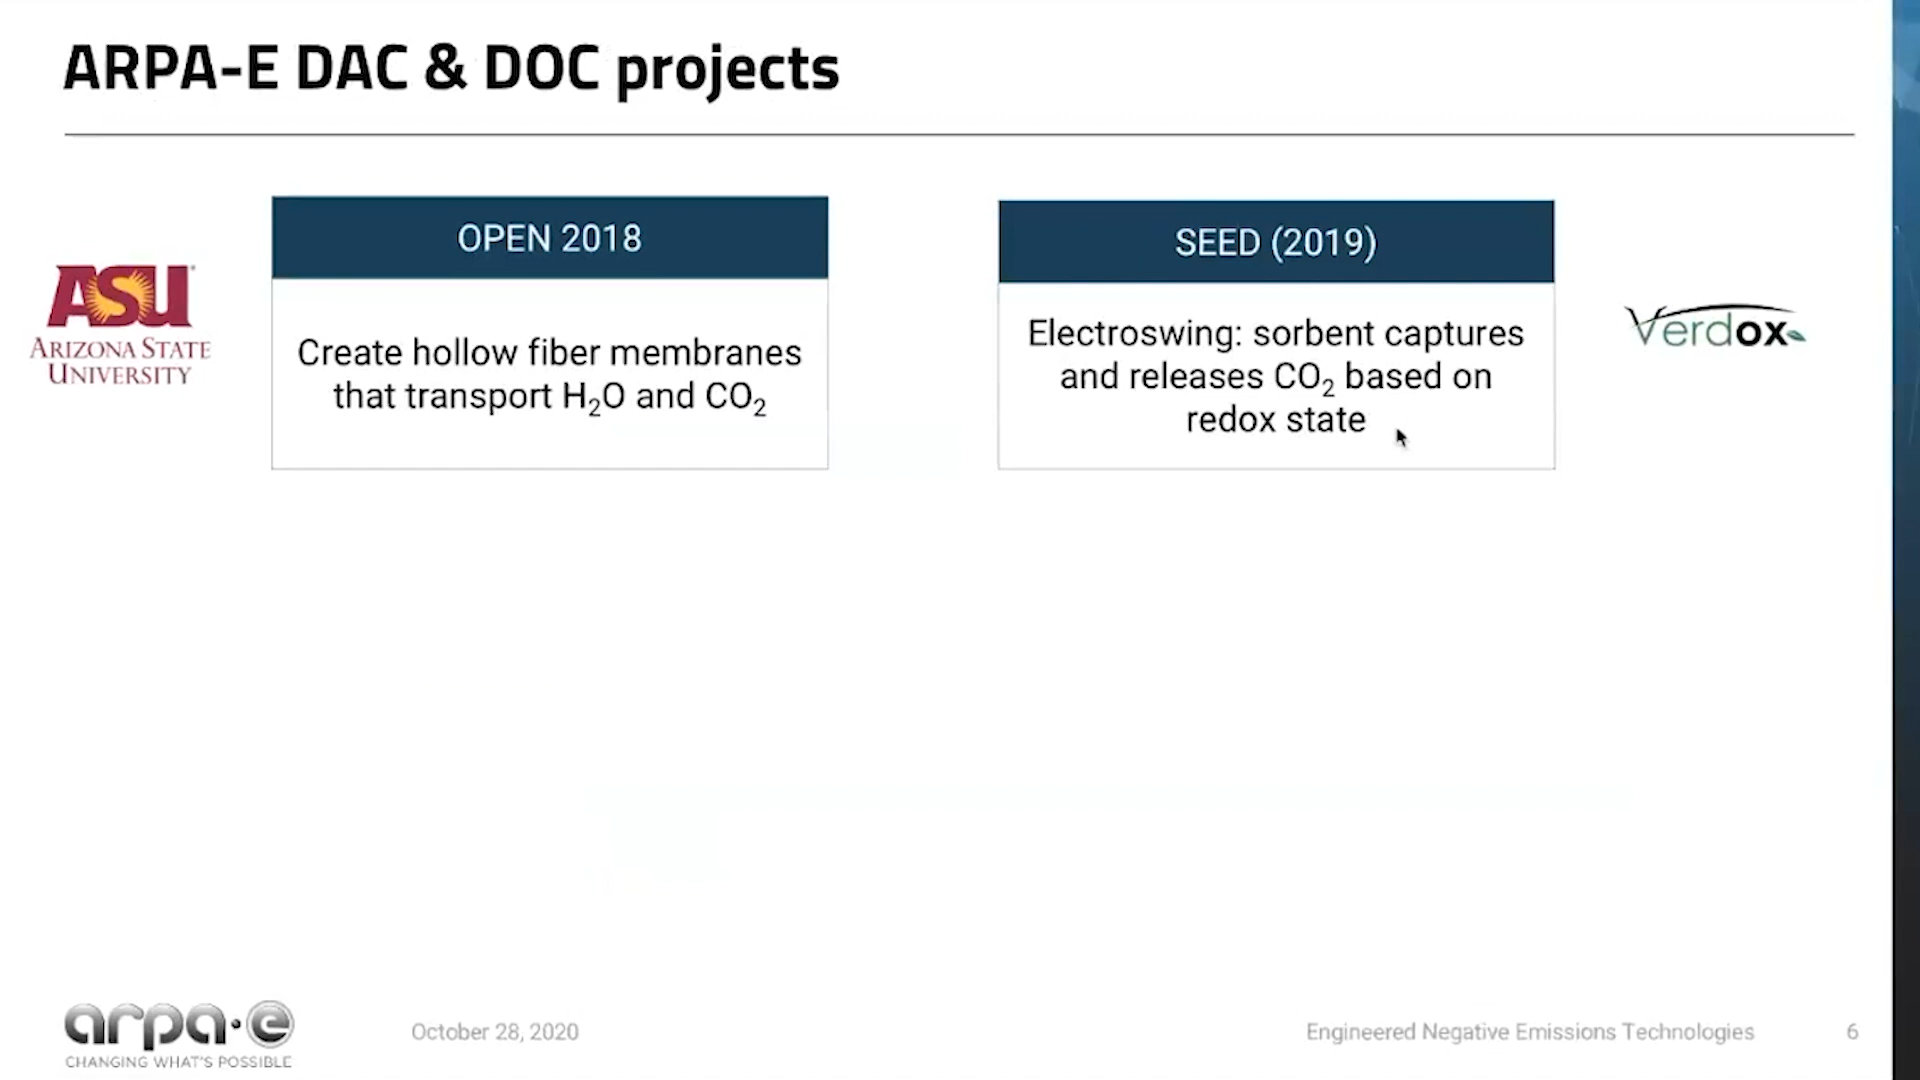 ARPA-E DAC & DOC projects
ASU
ARIZONA STATE
UNIVERSITY
OPEN 2018
Create hollow fiber membranes
that transport H₂O and CO₂
SEED (2019)
Electroswing: sorbent captures
and releases CO₂ based on
redox state
Verdox
arpa·e
CHANGING WHAT'S POSSIBLE
October 28, 2020
Engineered Negative Emissions Technologies
6